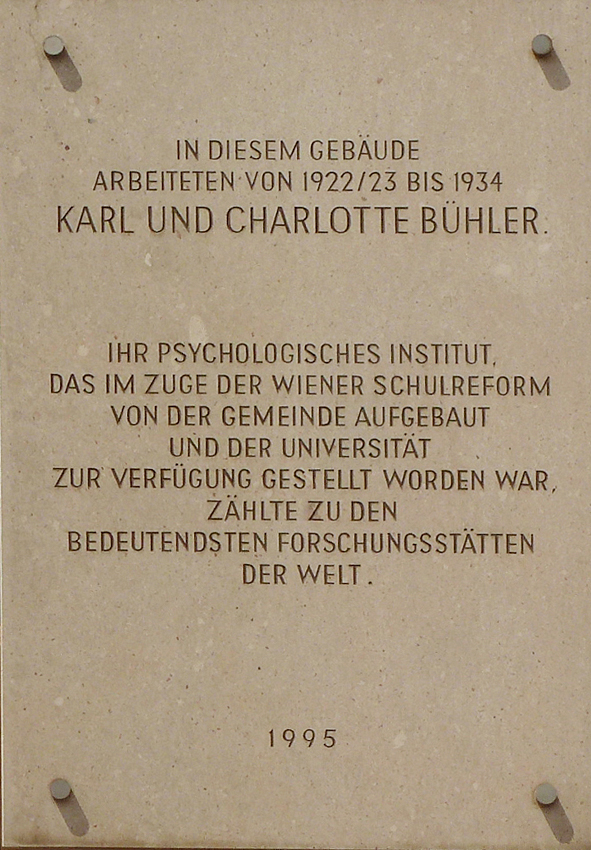 IN DIESEM GEBÄUDE
ARBEITETEN VON 1922/23 BIS 1934
KARL UND CHARLOTTE BÜHLER.
IHR PSYCHOLOGISCHES INSTITUT,
DAS IM ZUGE DER WIENER SCHULREFORM
VON DER GEMEINDE AUFGEBAUT
UND DER UNIVERSITÄT
ZUR VERFÜGUNG GESTELLT WORDEN WAR,
ZÄHLTE ZU DEN
BEDEUTENDSTEN FORSCHUNGSSTÄTTEN
DER WELT.
1995